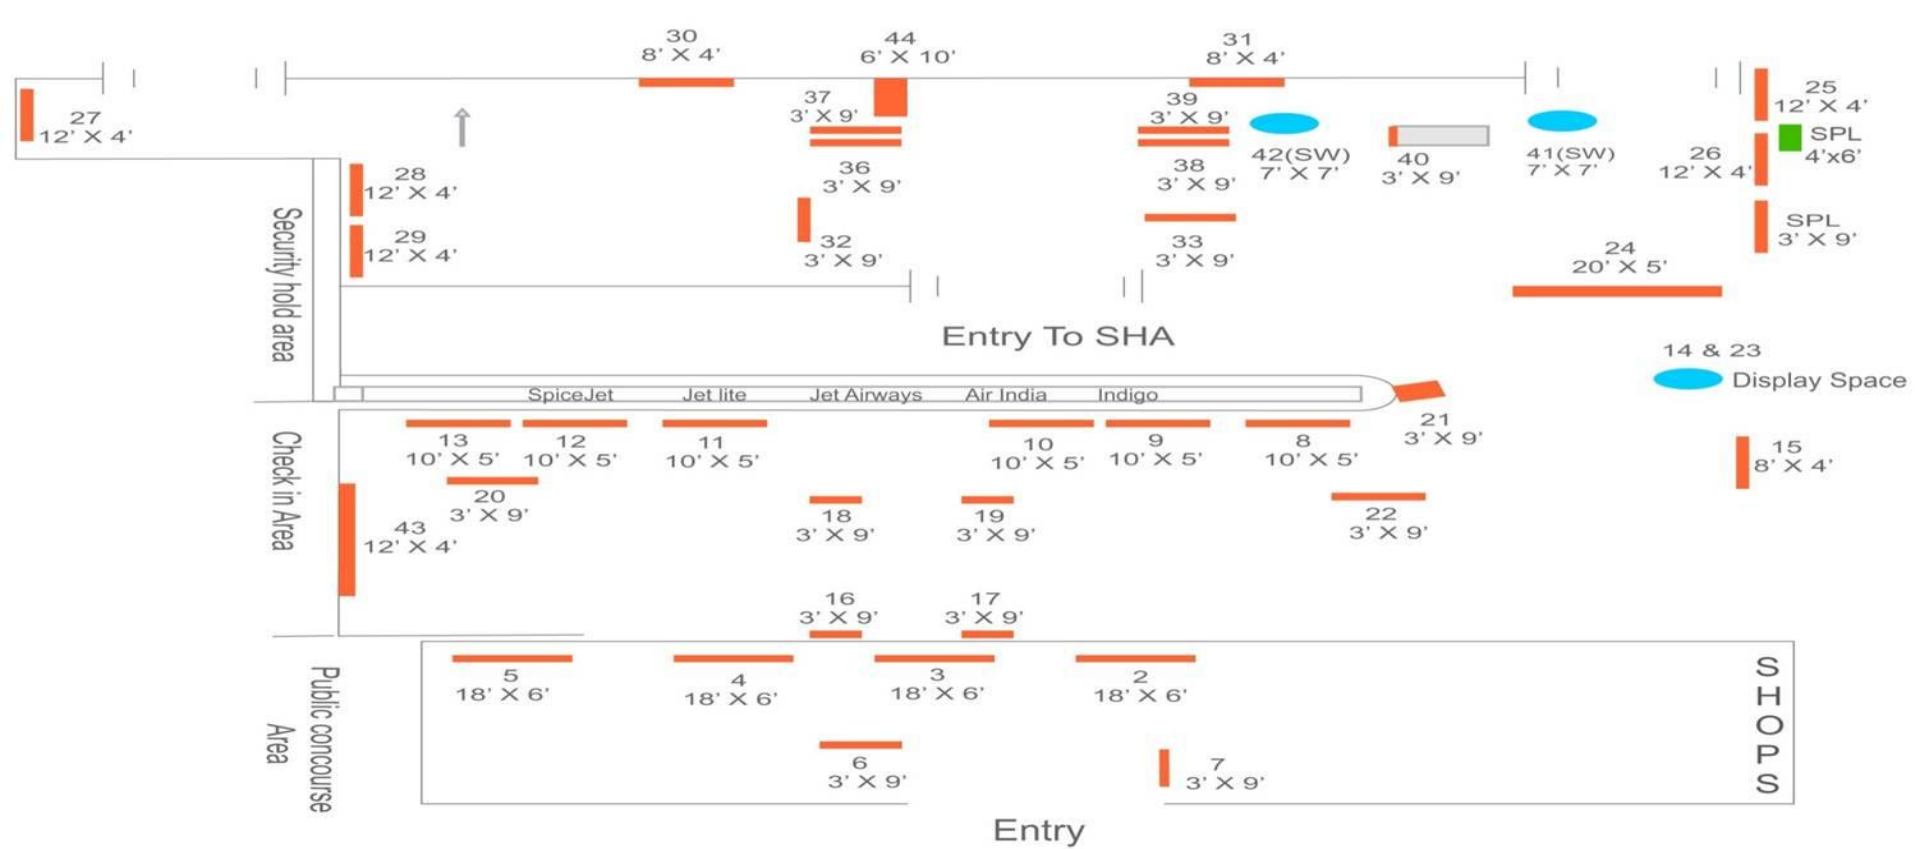 30
8' X 4'
44
6' X 10'
31
8' X 4'
27
12' X 4'
37
3' X 9'
39
3' X 9'
25
12' X 4'
SPL
4'x6'
28
12' X 4'
36
3' X 9'
38
3' X 9'
42(SW)
7' X 7'
40
3' X 9'
41(SW)
7' X 7'
26
12' X 4'
SPL
3' X 9'
29
12' X 4'
32
3' X 9'
33
3' X 9'
24
20' X 5'
Security hold area
Entry To SHA
14 & 23
Display Space
SpiceJet
Jet lite
Jet Airways
Air India
Indigo
21
3' X 9'
13
10' X 5'
12
10' X 5'
11
10' X 5'
10
10' X 5'
9
10' X 5'
8
10' X 5'
15
8' X 4'
Check in Area
20
3' X 9'
43
12' X 4'
18
3' X 9'
19
3' X 9'
22
3' X 9'
16
3' X 9'
17
3' X 9'
Public concourse
Area
5
18' X 6'
4
18' X 6'
3
18' X 6'
2
18' X 6'
6
3' X 9'
7
3' X 9'
SHOPS
Entry